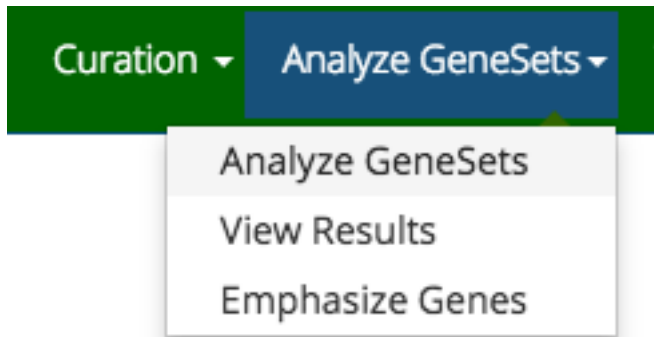 Curation Analyze GeneSets
Analyze GeneSets
View Results
Emphasize Genes